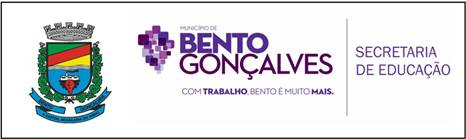 MUNICÍPIO DE
BENTO
GONÇALVES
COM TRABALHO, BENTO É MUITO MAIS.
SECRETARIA
DE EDUCAÇÃO